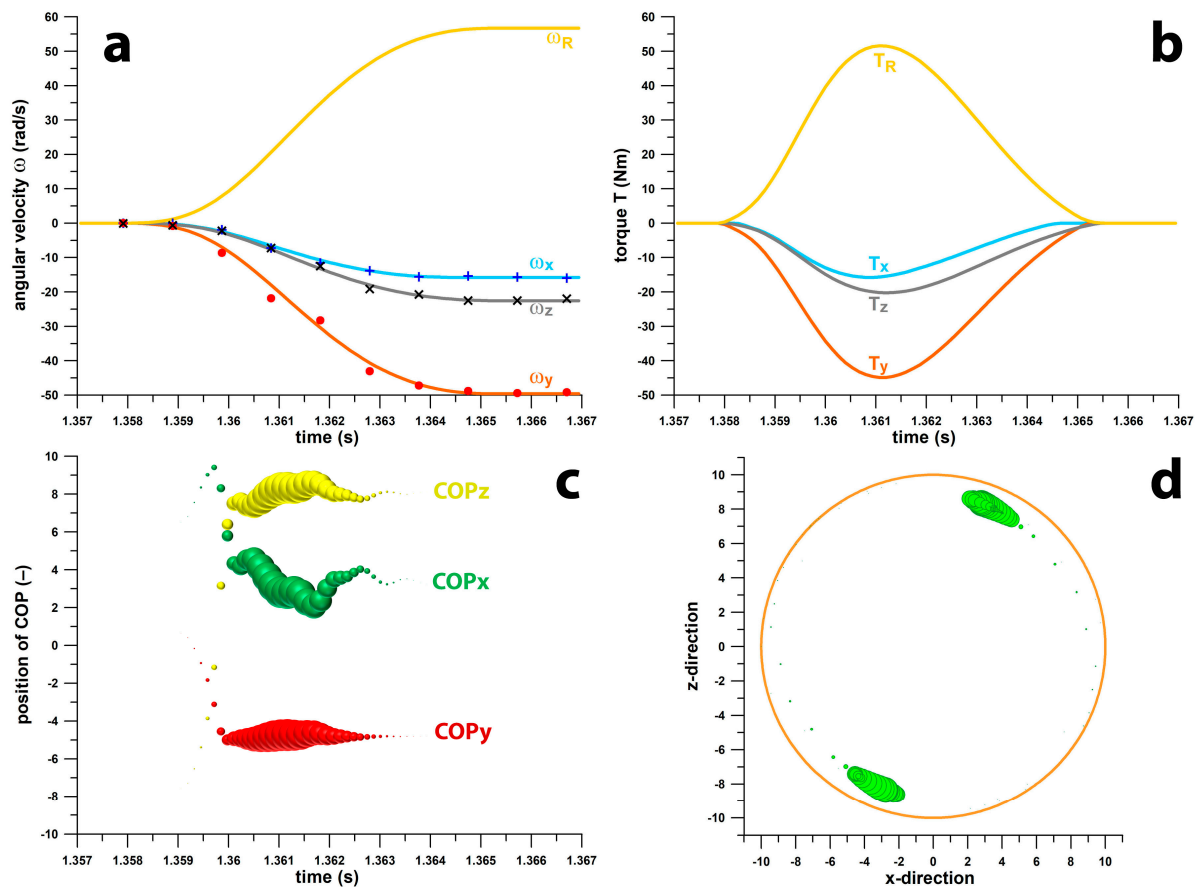 a
angular velocity ω (rad/s)
60
50
40
30
20
10
0
-10
-20
-30
-40
-50
ωR
ωx
ωz
ωy
1.357 1.358 1.359 1.36 1.361 1.362 1.363 1.364 1.365 1.366 1.367
time (s)
b
torque T (Nm)
60
50
40
30
20
10
0
-10
-20
-30
-40
-50
TR
Tx
Tz
Ty
1.357 1.358 1.359 1.36 1.361 1.362 1.363 1.364 1.365 1.366 1.367
time (s)
c
position of COP (–)
10
8
6
4
2
0
-2
-4
-6
-8
-10
COPz
COPx
COPy
1.357 1.358 1.359 1.36 1.361 1.362 1.363 1.364 1.365 1.366 1.367
time (s)
d
z-direction
10
8
6
4
2
0
-2
-4
-6
-8
-10
-10 -8 -6 -4 -2 0 2 4 6 8 10
x-direction